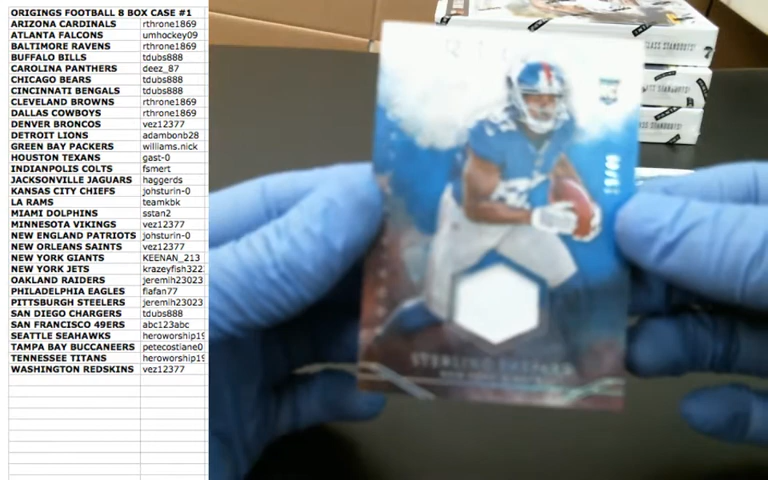 ORIGINGS FOOTBALL 8 BOX CASE #1
ARIZONA CARDINALS rthrone1869
ATLANTA FALCONS umhockey09
BALTIMORE RAVENS rthrone1869
BUFFALO BILLS tdubs888
CAROLINA PANTHERS deez_87
CHICAGO BEARS tdubs888
CINCINNATI BENGALS tdubs888
CLEVELAND BROWNS rthrone1869
DALLAS COWBOYS rthrone1869
DENVER BRONCOS vez12377
DETROIT LIONS adambonb28
GREEN BAY PACKERS williams.nick
HOUSTON TEXANS gast-0
INDIANPOLIS COLTS fsmert
JACKSONVILLE JAGUARS haggerds
KANSAS CITY CHIEFS johsturin-0
LA RAMS teamkbk
MIAMI DOLPHINS sstan2
MINNESOTA VIKINGS vez12377
NEW ENGLAND PATRIOTS johsturin-0
NEW ORLEANS SAINTS vez12377
NEW YORK GIANTS KEENAN_213
NEW YORK JETS krazeyfish322
OAKLAND RAIDERS jeremih23023
PHILADELPHIA EAGLES flafan77
PITTSBURGH STEELERS jeremih23023
SAN DIEGO CHARGERS tdubs888
SAN FRANCISCO 49ERS abc123abc
SEATTLE SEAHAWKS heroworship19
TAMPA BAY BUCCANEERS petecostiane0
TENNESSEE TITANS heroworship19
WASHINGTON REDSKINS vez12377
STERLING SHEPARD